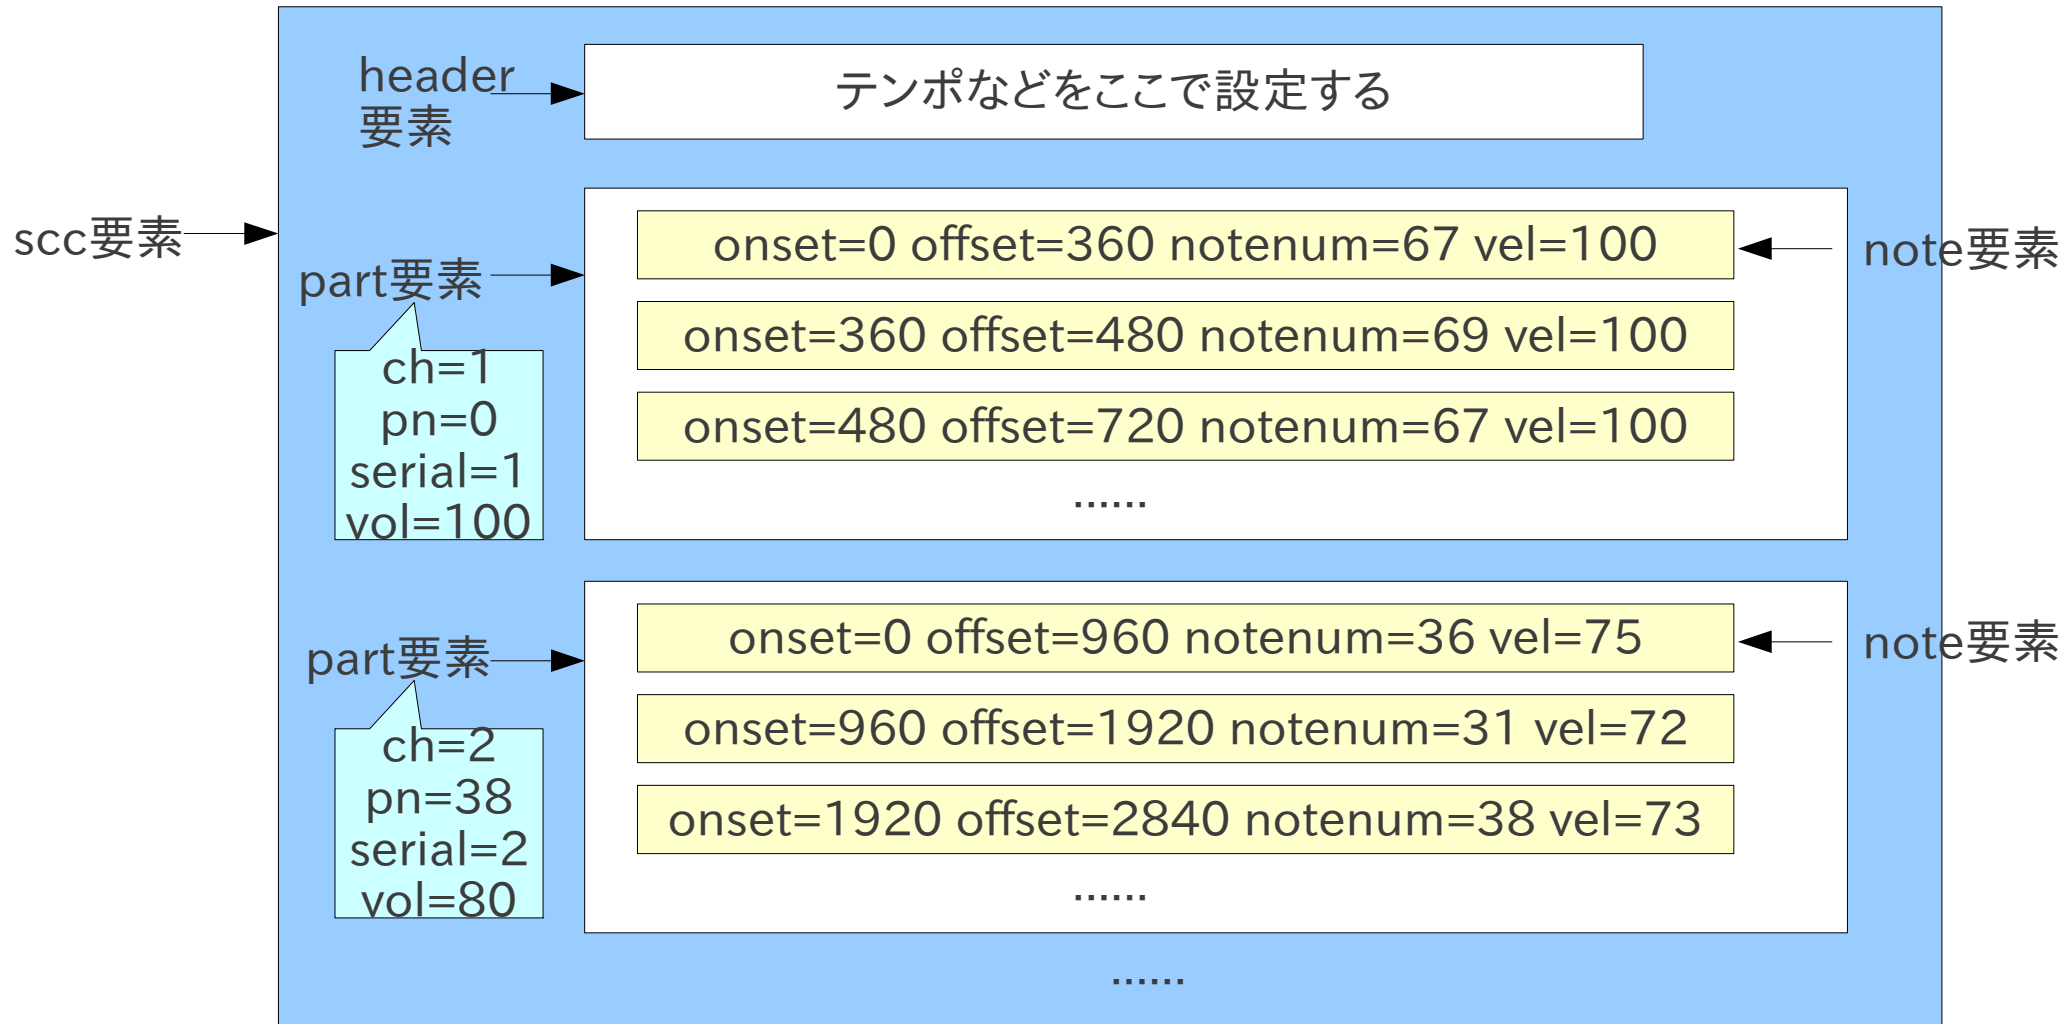 header
要素
テンポなどをここで設定する
scc要素
part要素
ch=1
pn=0
serial=1
vol=100
onset=0 offset=360 notenum=67 vel=100
onset=360 offset=480 notenum=69 vel=100
onset=480 offset=720 notenum=67 vel=100
......
note要素
part要素
ch=2
pn=38
serial=2
vol=80
onset=0 offset=960 notenum=36 vel=75
onset=960 offset=1920 notenum=31 vel=72
onset=1920 offset=2840 notenum=38 vel=73
......
note要素
......